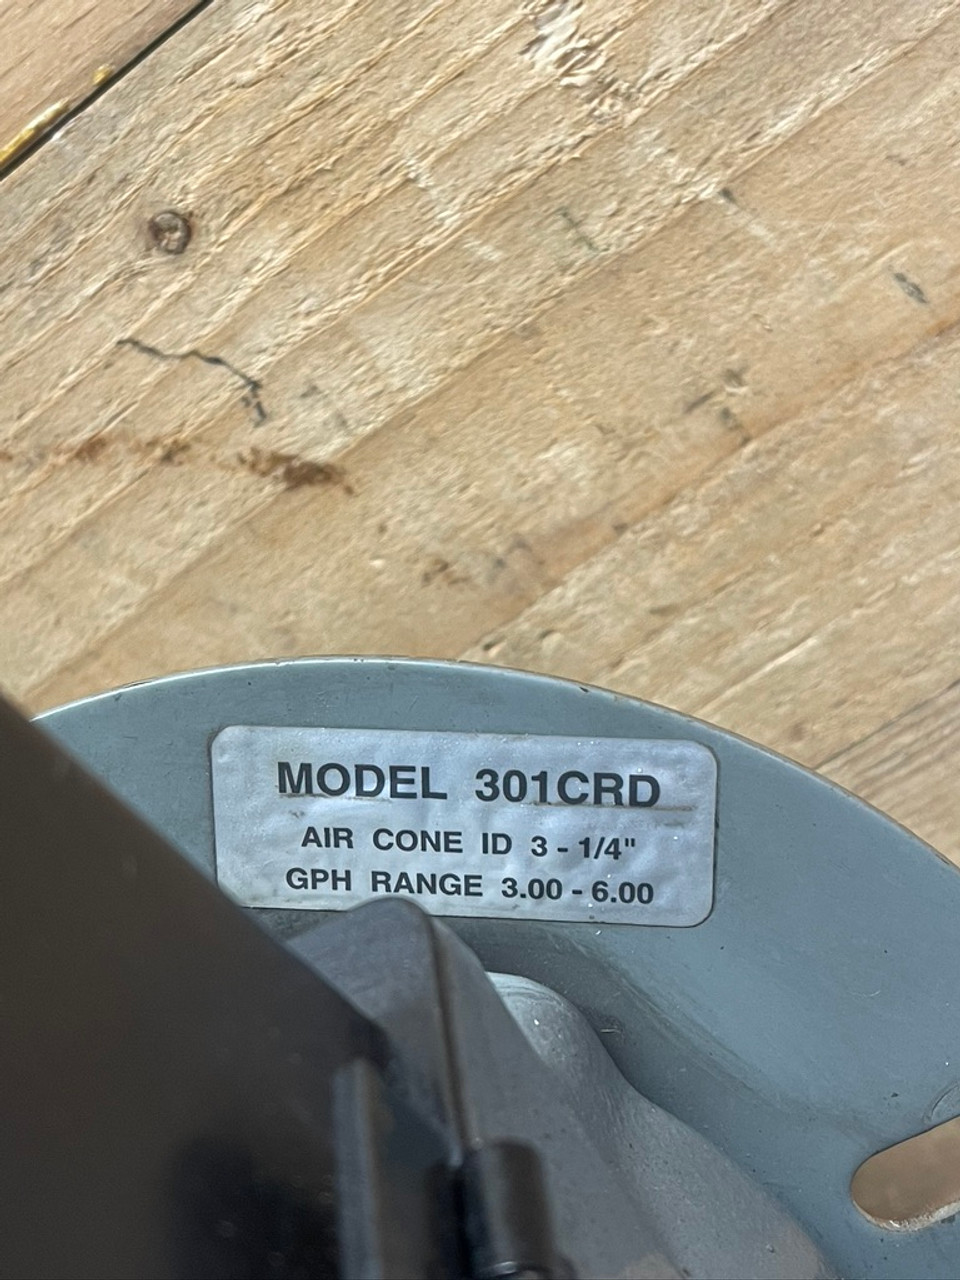 MODEL 301CRD
AIR CONE ID 3 - 1/4"
GPH RANGE 3.00 - 6.00